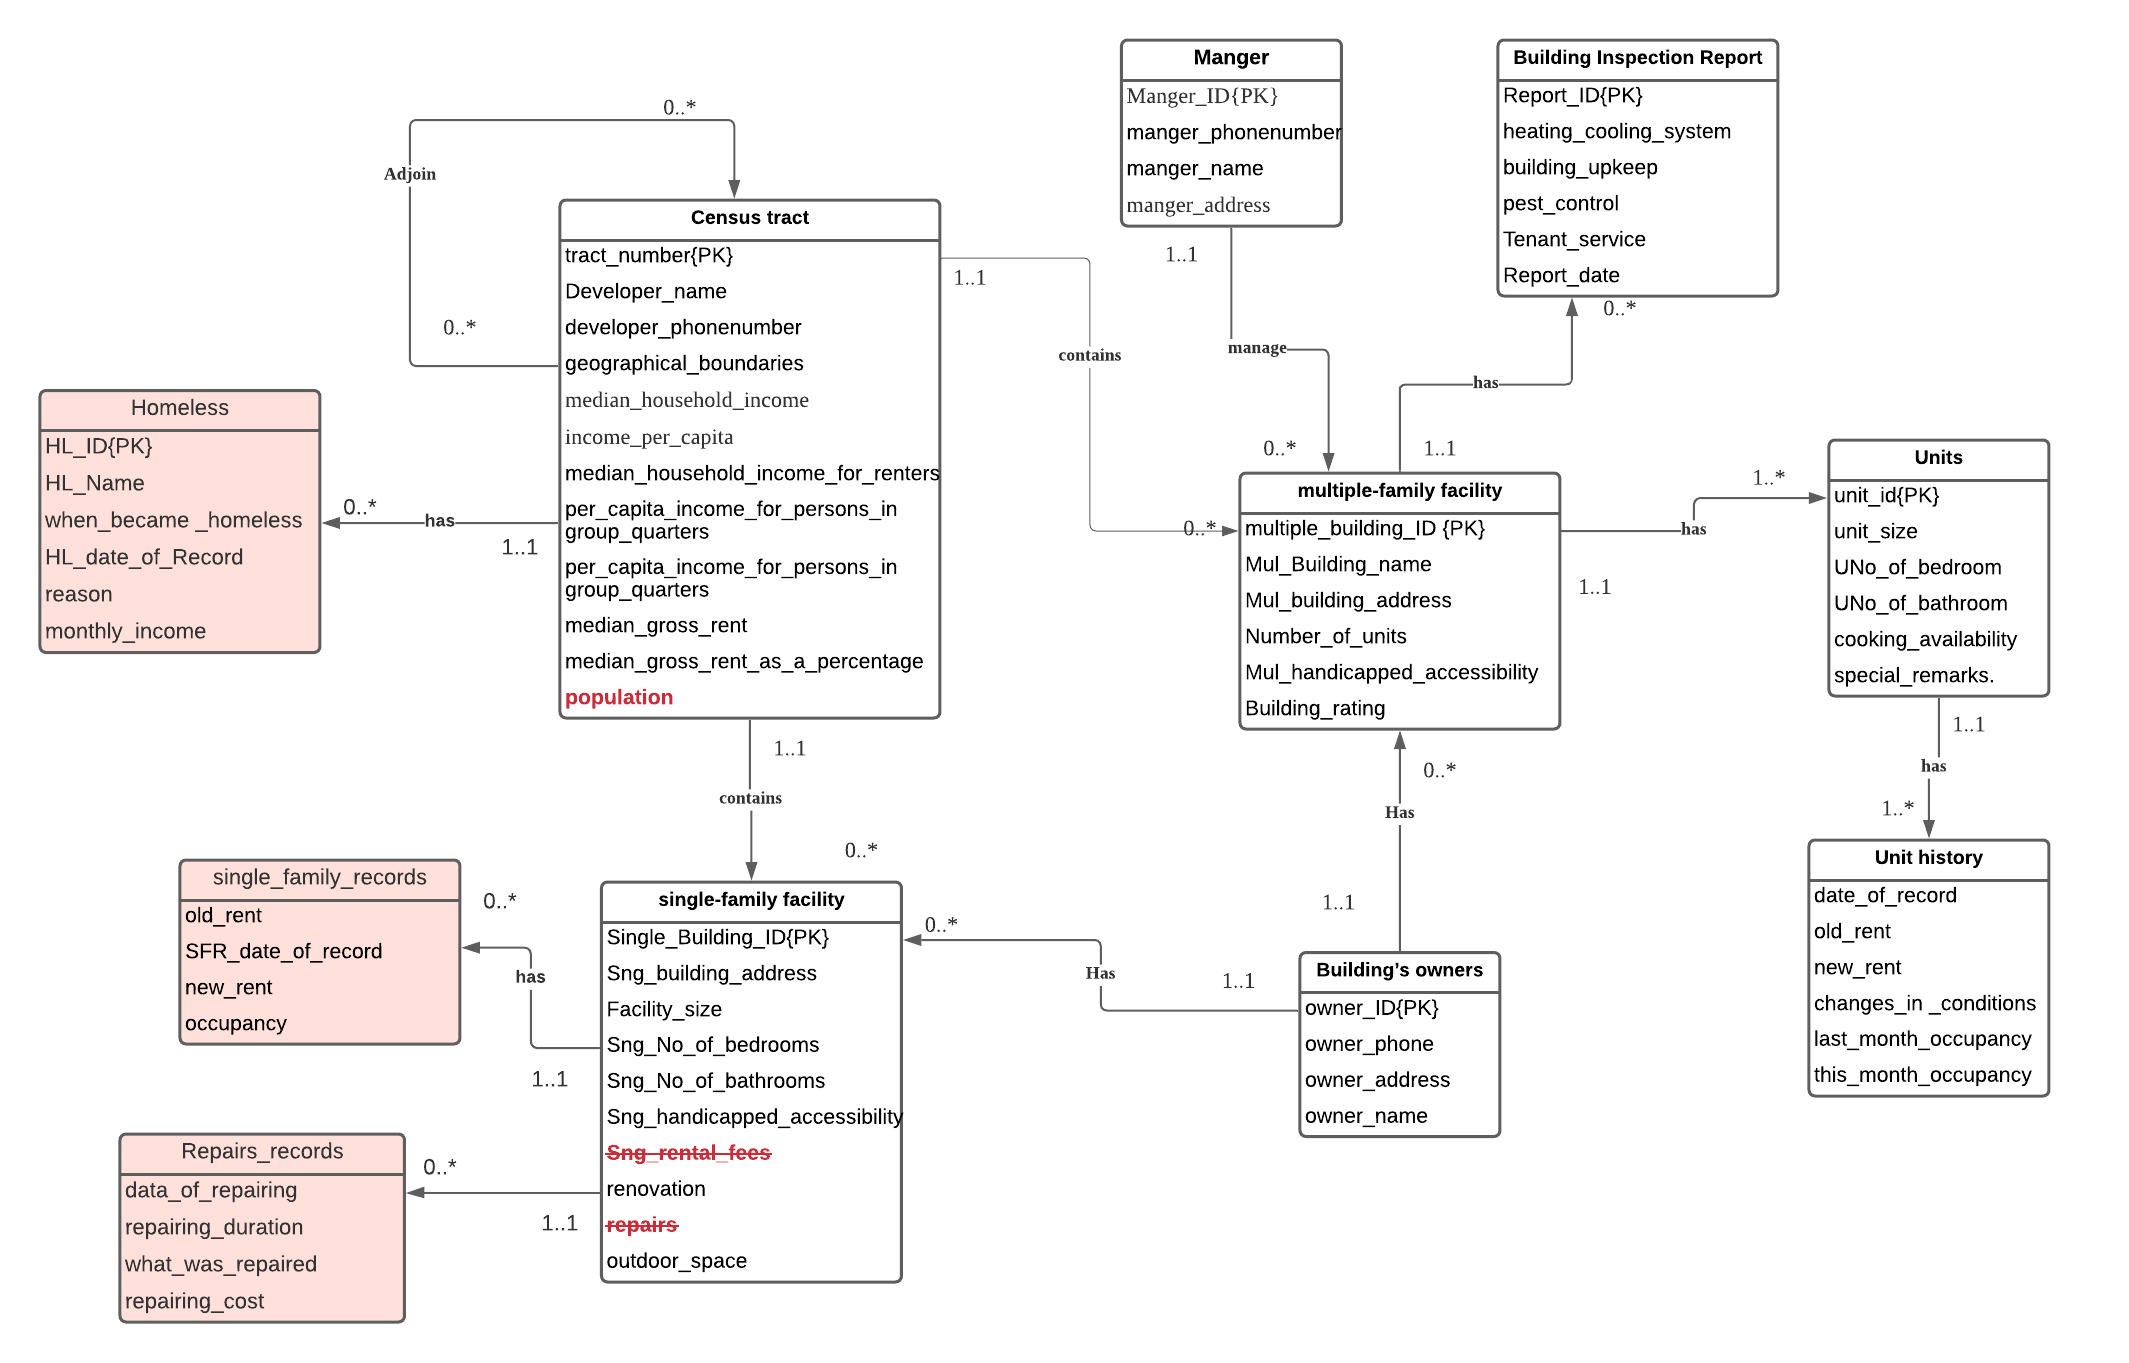 Manger
Manger_ID{PK}
manger_phonenumber
manger_name
manger_address
1..1
manage
0..*
Building Inspection Report
Report_ID{PK}
heating_cooling_system
building_upkeep
pest_control
Tenant_service
Report_date
0..*
has
1..1
0..*
Adjoin
0..*
Census tract
tract_number{PK}
Developer_name
developer_phonenumber
geographical_boundaries
median_household_income
income_per_capita
median_household_income_for_renters
per_capita_income_for_persons_in
group_quarters
per_capita_income_for_persons_in
group_quarters
median_gross_rent
median_gross_rent_as_a_percentage
population
1..1
contains
0..*
Homeless
HL_ID{PK}
HL_Name
when_became _homeless
HL_date_of_Record
reason
monthly_income
0..*
has
1..1
multiple-family facility
multiple_building_ID {PK}
Mul_Building_name
Mul_building_address
Number_of_units
Mul_handicapped_accessibility
Building_rating
1..*
has
1..1
Units
unit_id{PK}
unit_size
UNo_of_bedroom
UNo_of_bathroom
cooking_availability
special_remarks.
1..1
has
1..*
Unit history
date_of_record
old_rent
new_rent
changes_in _conditions
last_month_occupancy
this_month_occupancy
1..1
contains
0..*
0..*
Has
1..1
single_family_records
old_rent
SFR_date_of_record
new_rent
occupancy
0..*
has
1..1
single-family facility
Single_Building_ID{PK}
Sng_building_address
Facility_size
Sng_No_of_bedrooms
Sng_No_of_bathrooms
Sng_handicapped_accessibility
Sng_rental_fees
renovation
repairs
outdoor_space
0..*
Has
1..1
Building’s owners
owner_ID{PK}
owner_phone
owner_address
owner_name
Repairs_records
data_of_repairing
repairing_duration
what_was_repaired
repairing_cost
0..*
1..1